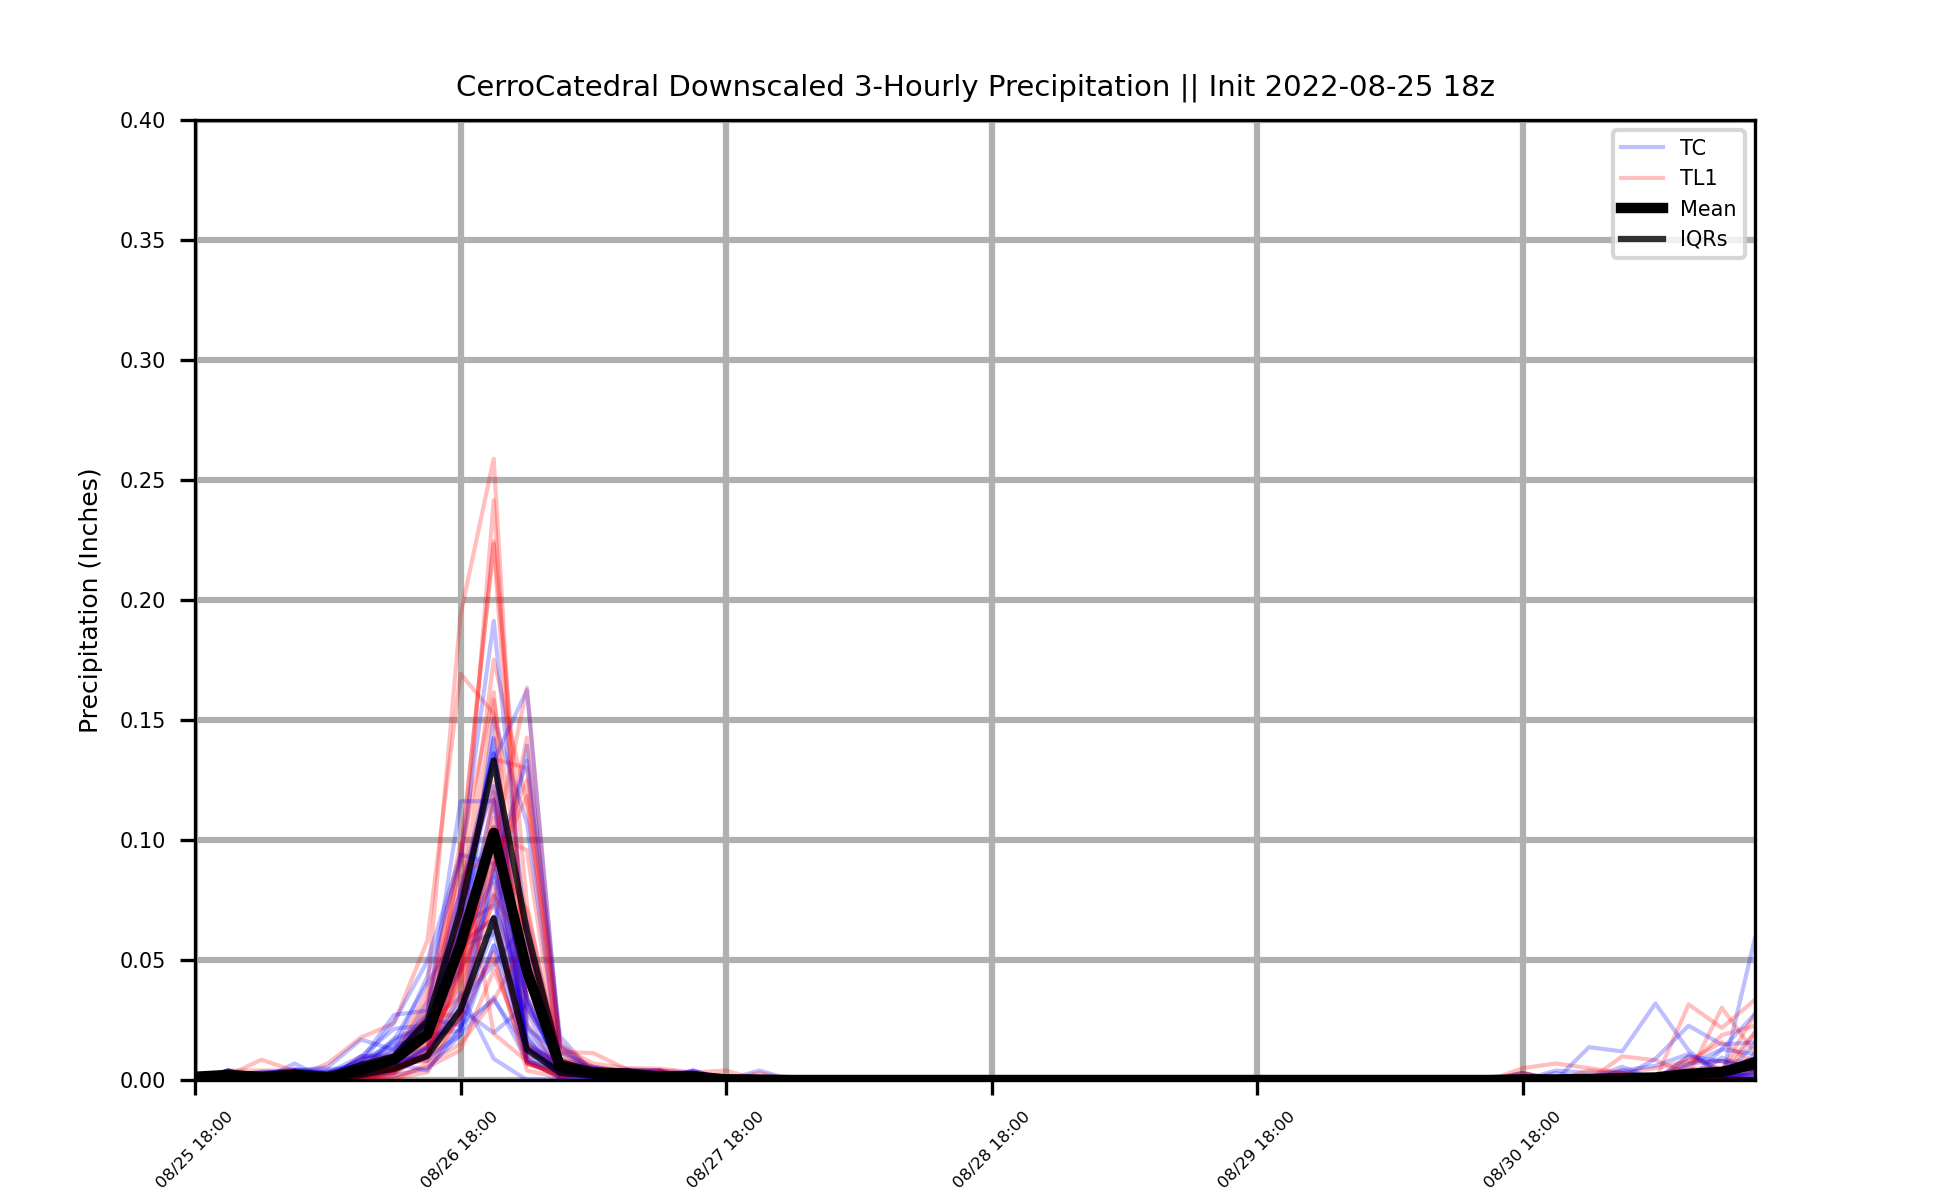 CerroCatedral Downscaled 3-Hourly Precipitation || Init 2022-08-25 18z
Precipitation (Inches)
0.40
0.35
0.30
0.25
0.20
0.15
0.10
0.05
0.00
TC
TL1
Mean
IQRs
08/25 18:00
08/26 18:00
08/27 18:00
08/28 18:00
08/29 18:00
08/30 18:00